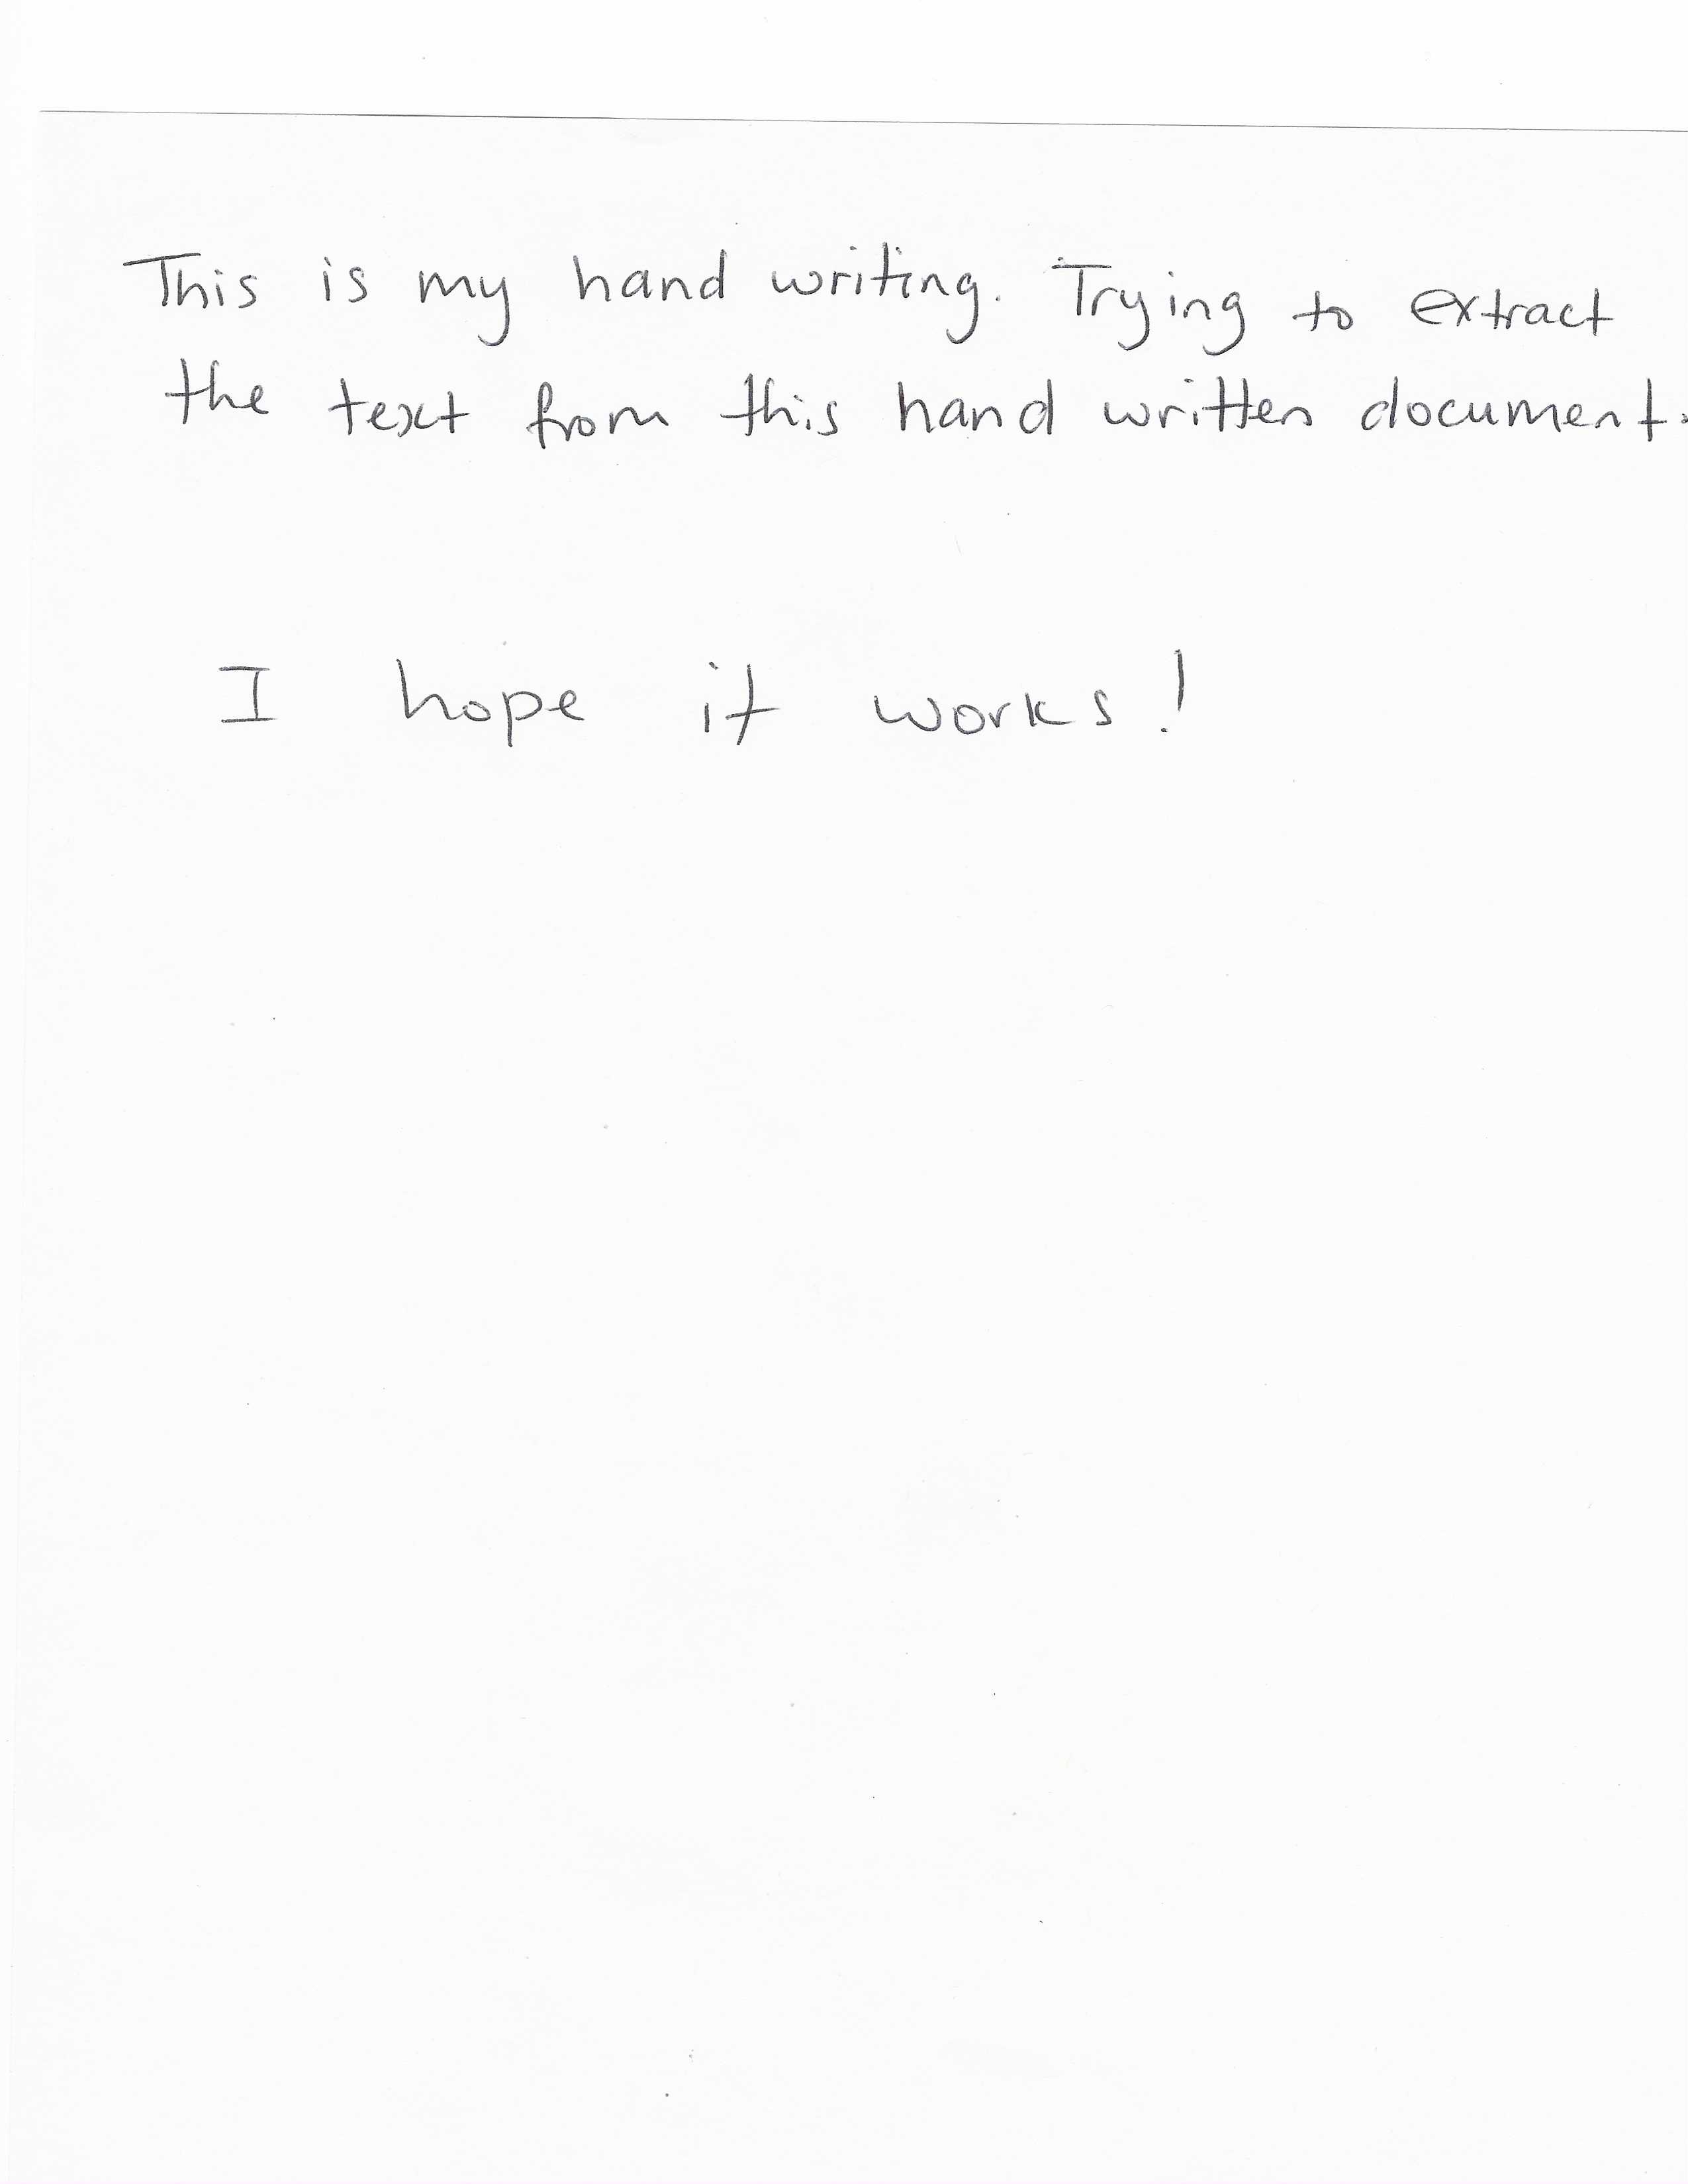 This is my hand writing. Trying to extract
the text from this hand written document.
I hope it works!